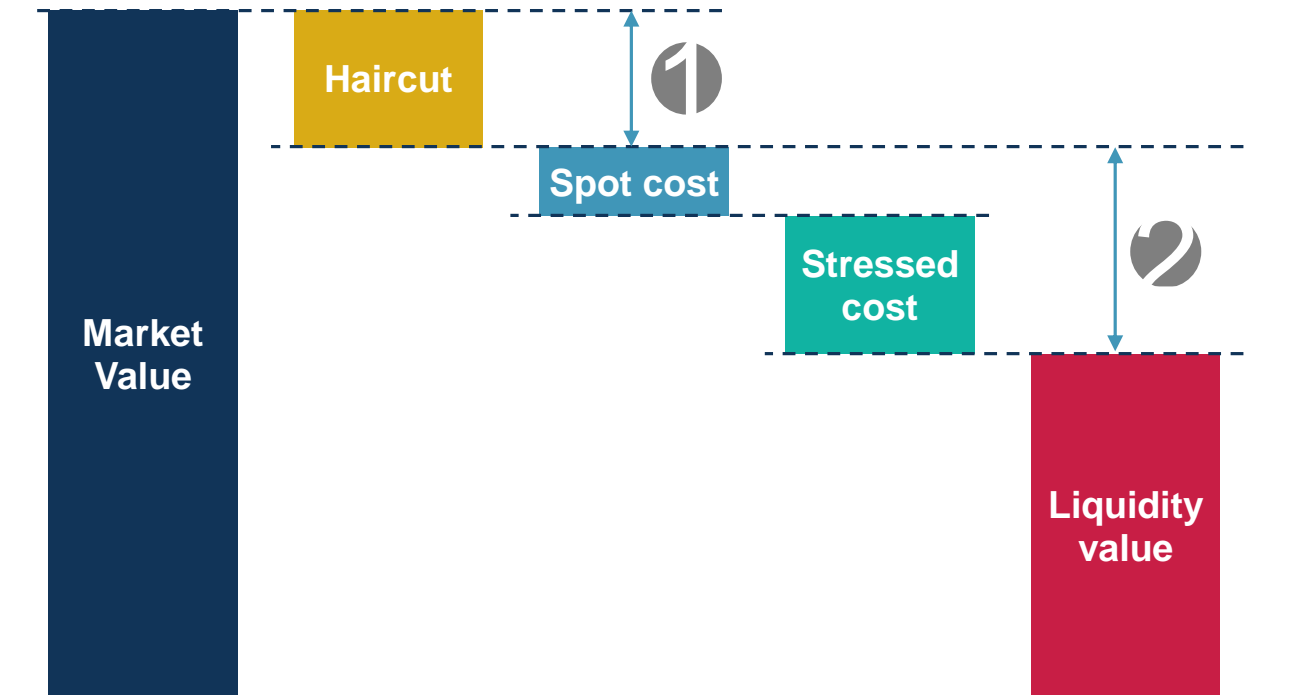 Haircut
1
Spot cost
Stressed
cost
2
Market
Value
Liquidity
value